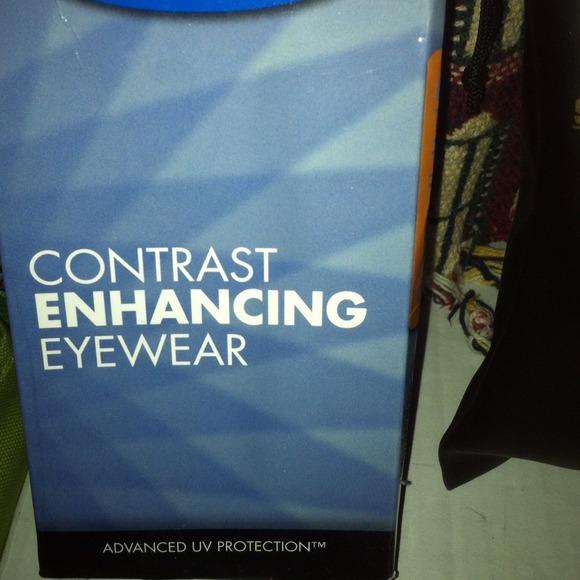 CONTRAST
ENHANCING
EYEWEAR
ADVANCED UV PROTECTION™